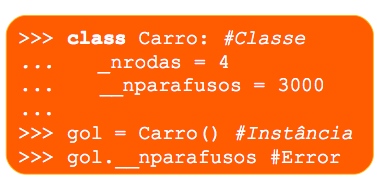 >>> class Carro: #Classe
...    _nrodas = 4
...    __nparafusos = 3000
...
>>> gol = Carro() #Instância
>>> gol.__nparafusos #Error